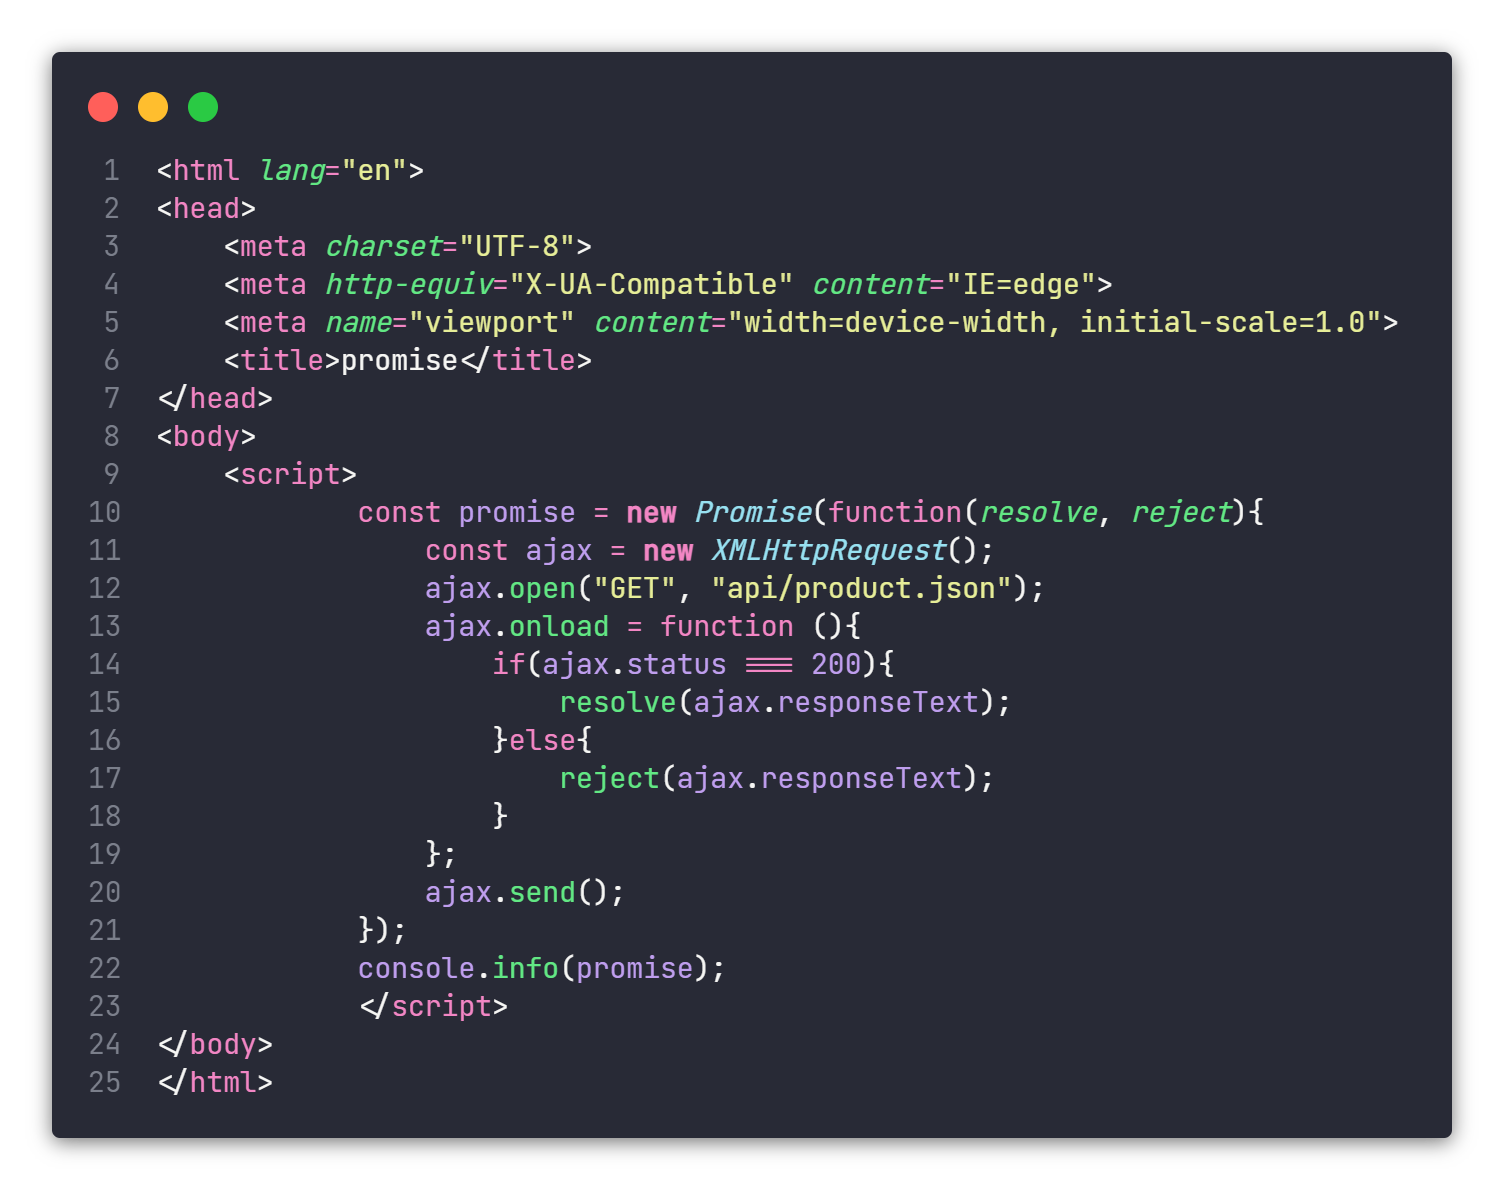 1 <html lang="en">
2 <head>
3     <meta charset="UTF-8">
4     <meta http-equiv="X-UA-Compatible" content="IE=edge">
5     <meta name="viewport" content="width=device-width, initial-scale=1.0">
6     <title>promise</title>
7 </head>
8 <body>
9     <script>
10             const promise = new Promise(function(resolve, reject){
11                 const ajax = new XMLHttpRequest();
12                 ajax.open("GET", "api/product.json");
13                 ajax.onload = function (){
14                     if(ajax.status === 200){
15                         resolve(ajax.responseText);
16                     }else{
17                         reject(ajax.responseText);
18                     }
19                 };
20                 ajax.send();
21             });
22             console.info(promise);
23             </script>
24 </body>
25 </html>